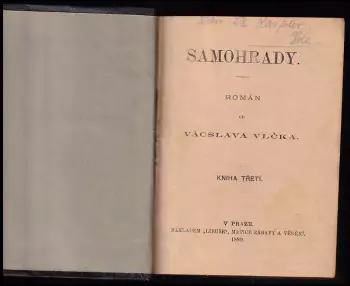 SAMOHRADY.
ROMÁN
OD
VÁCSLAVA VLČKA.
KNIHA TŘETÍ.
V PRAZE.
NÁKLADEM „LIBUŠE“, MATICE ZÁBAVY A VĚDĚNÍ.